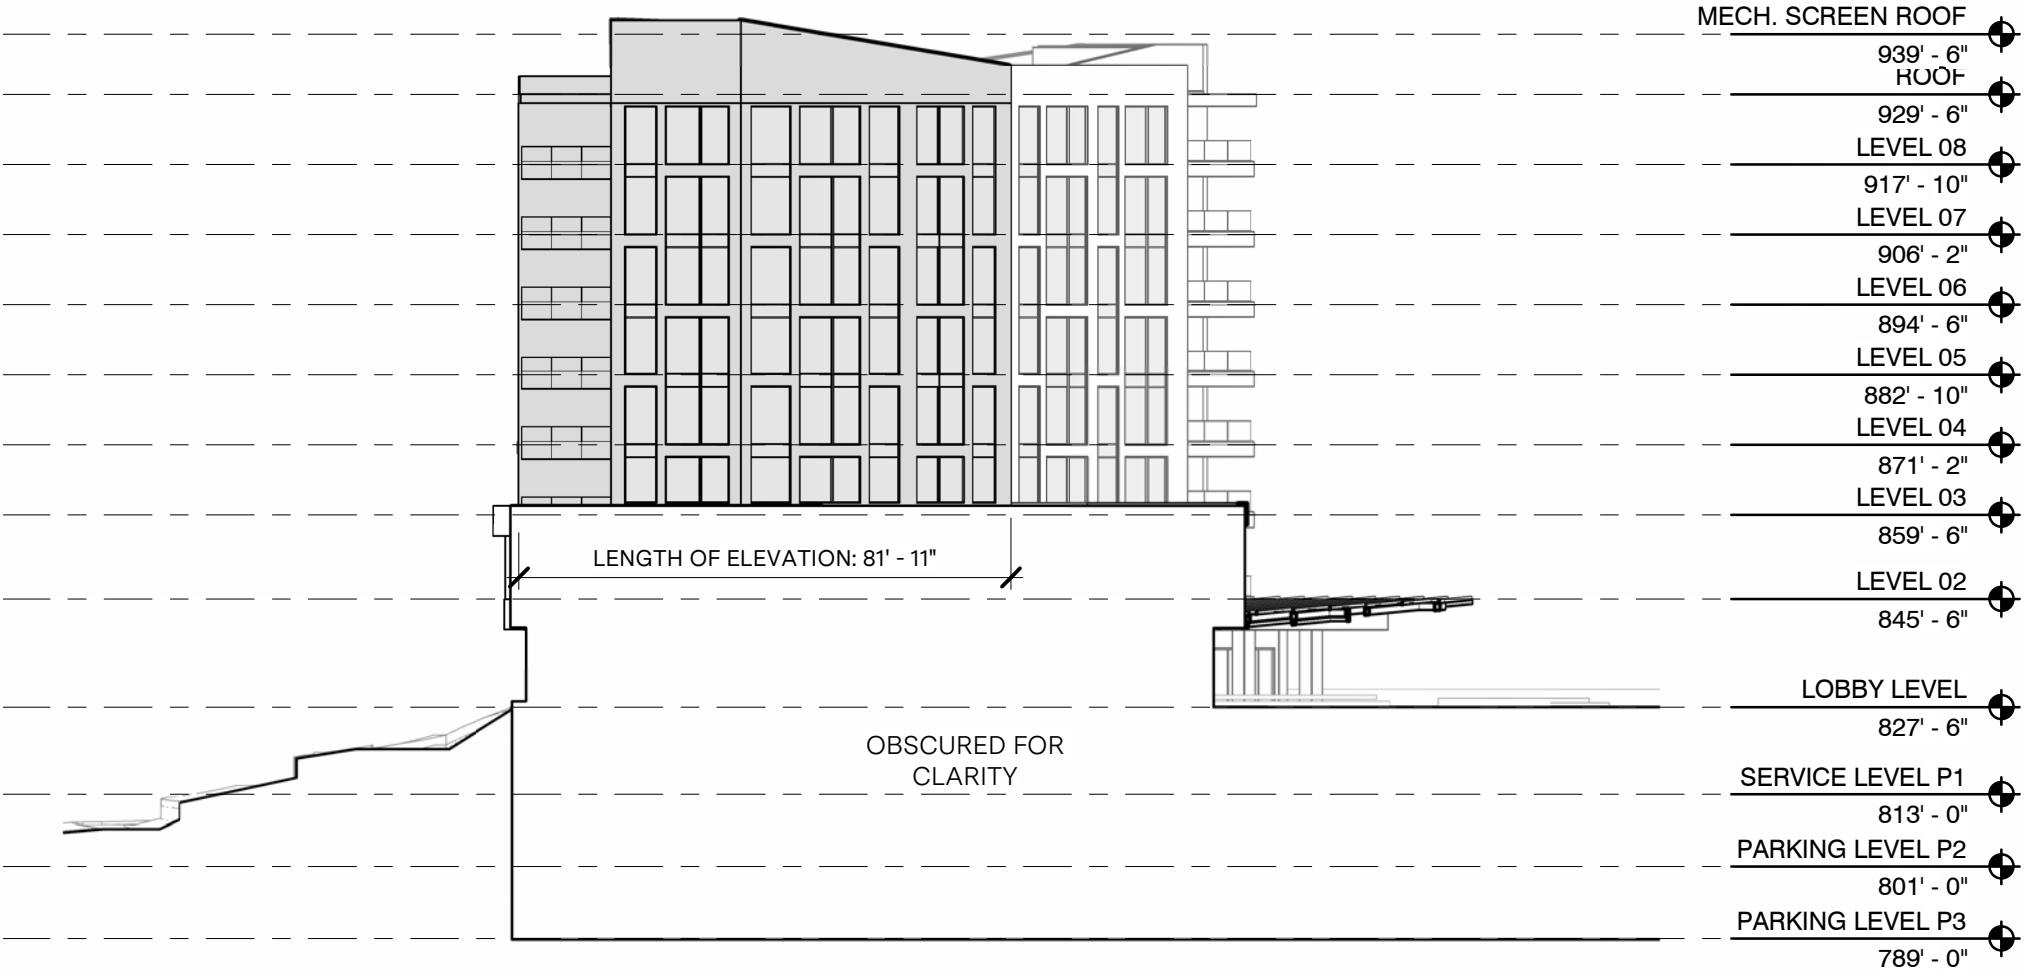 MECH. SCREEN ROOF
939' - 6"
ROOF
929' - 6"
LEVEL 08
917' - 10"
LEVEL 07
906' - 2"
LEVEL 06
894' - 6"
LEVEL 05
882' - 10"
LEVEL 04
871' - 2"
LEVEL 03
859' - 6"
LENGTH OF ELEVATION: 81' - 11"
LEVEL 02
845' - 6"
LOBBY LEVEL
827' - 6"
OBSCURED FOR
CLARITY
SERVICE LEVEL P1
813' - 0"
PARKING LEVEL P2
801' - 0"
PARKING LEVEL P3
789' - 0"